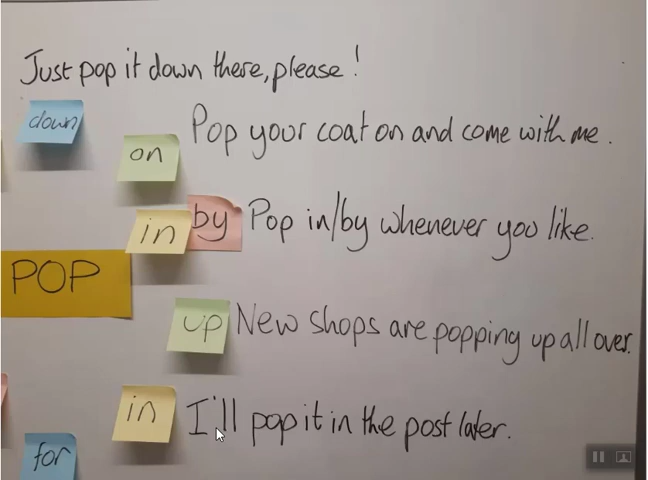 Just pop it down there, please!
down
on Pop your coat on and come with me.
in by Pop in/by whenever you like.
POP
up New shops are popping up all over.
in I'll pop it in the post later.
for